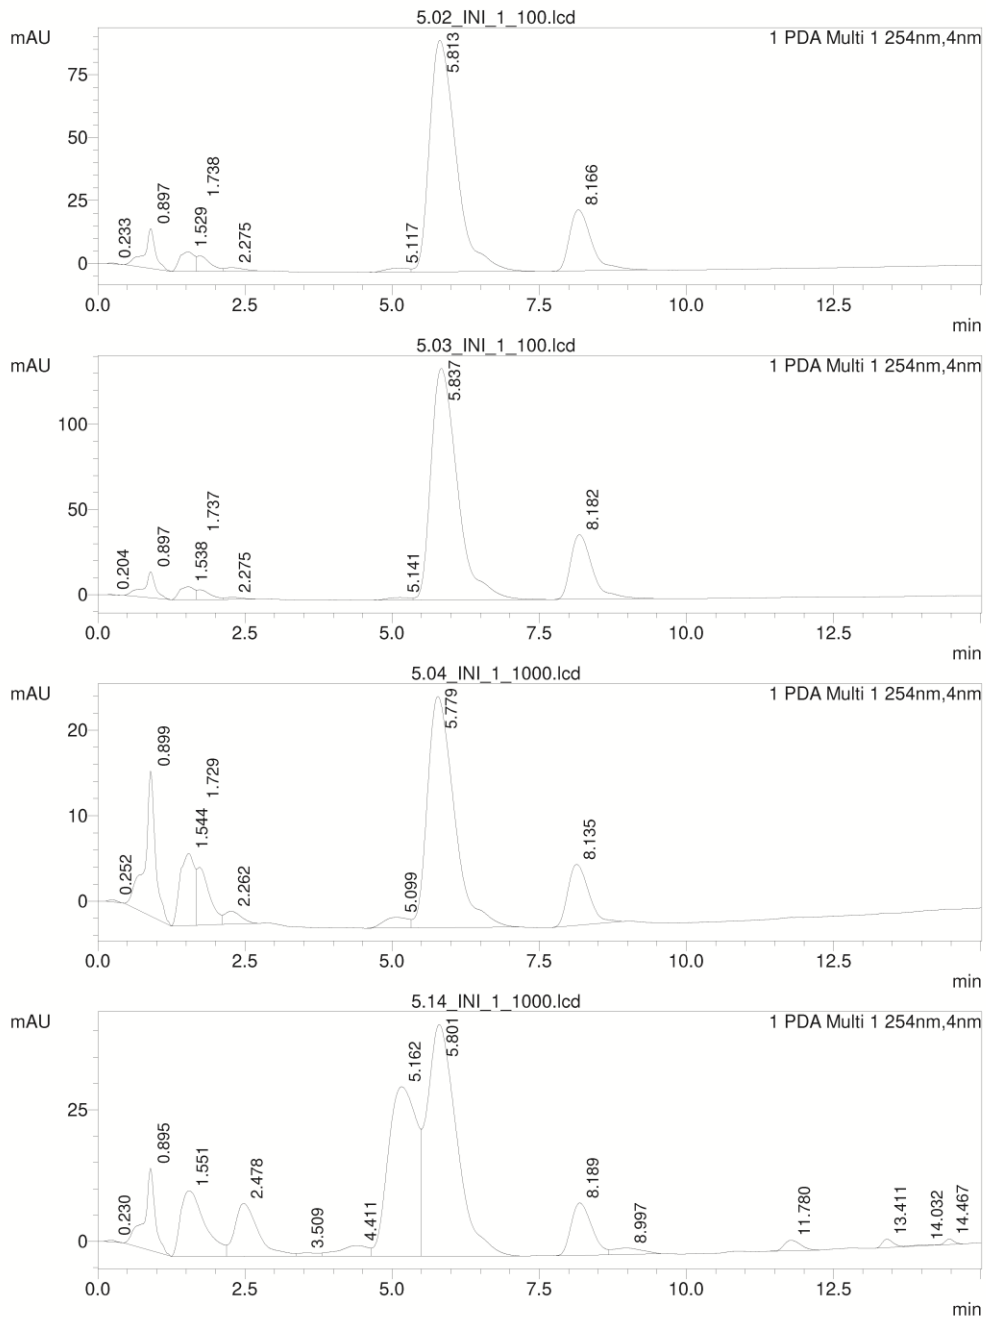 5.02_INI_1_100.lcd
mAU
1 PDA Multi 1 254nm,4nm
75
50
25
0
0.233
0.897
1.529
1.738
2.275
5.117
5.813
8.166
0.0 2.5 5.0 7.5 10.0 12.5
min
5.03_INI_1_100.lcd
mAU
1 PDA Multi 1 254nm,4nm
100
50
0
0.204
0.897
1.538
1.737
2.275
5.141
5.837
8.182
0.0 2.5 5.0 7.5 10.0 12.5
min
5.04_INI_1_1000.lcd
mAU
1 PDA Multi 1 254nm,4nm
20
10
0
0.252
0.899
1.544
1.729
2.262
5.099
5.779
8.135
0.0 2.5 5.0 7.5 10.0 12.5
min
5.14_INI_1_1000.lcd
mAU
1 PDA Multi 1 254nm,4nm
25
0
0.230
0.895
1.551
2.478
3.509
4.411
5.162
5.801
8.189
8.997
11.780
13.411
14.032
14.467
0.0 2.5 5.0 7.5 10.0 12.5
min